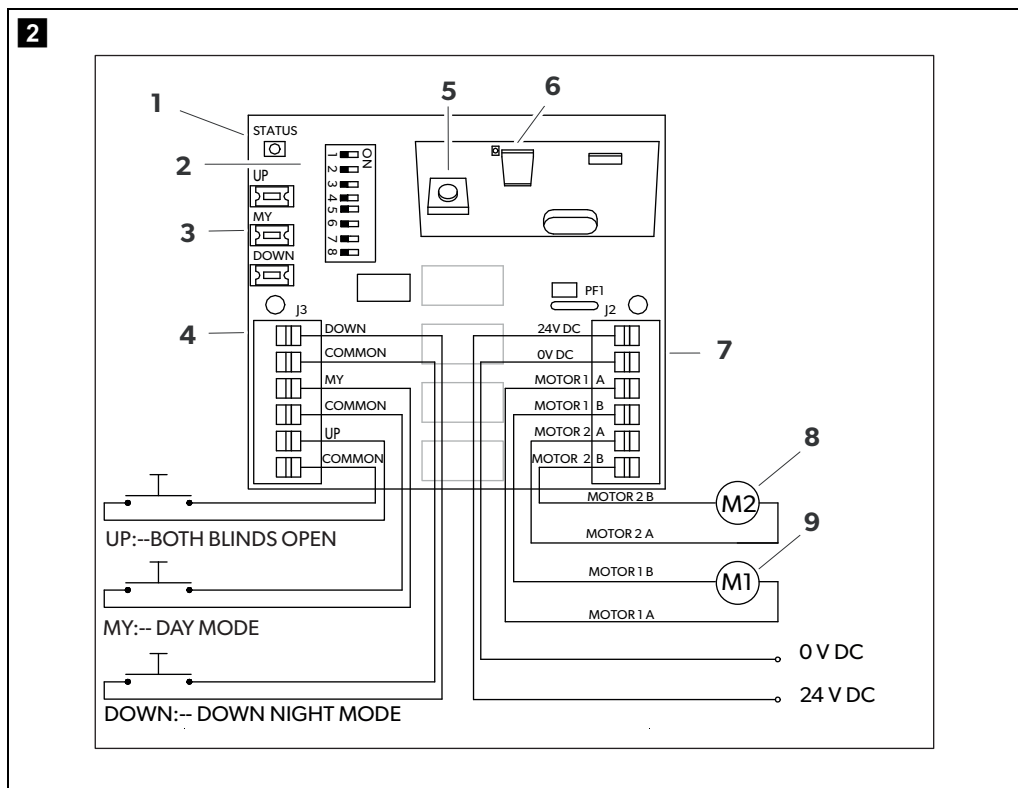 2
1
STATUS
2
UP
3
MY
DOWN
ON
1
2
3
4
5
6
7
8
5
6
PF1
4
J3
DOWN
COMMON
MY
COMMON
UP
COMMON
J2
7
24V DC
0V DC
MOTOR 1 A
MOTOR 1 B
MOTOR 2 A
MOTOR 2 B
8
MOTOR 2 B
M2
MOTOR 2 A
9
MOTOR 1 B
M1
MOTOR 1 A
0 V DC
24 V DC
UP:--BOTH BLINDS OPEN
MY:-- DAY MODE
DOWN:-- DOWN NIGHT MODE